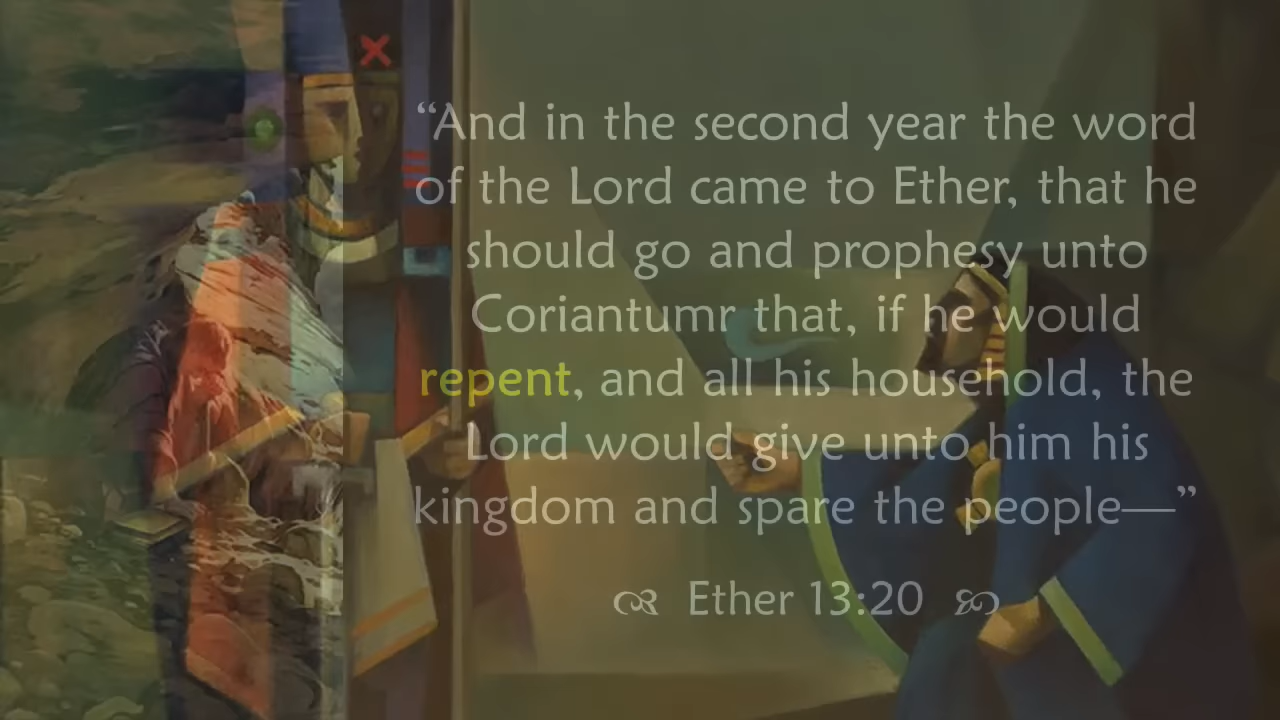 “And in the second year the word
of the Lord came to Ether, that he
should go and prophesy unto
Coriantumr that, if he would
repent, and all his household, the
Lord would give unto him his
kingdom and spare the people—”
Ether 13:20